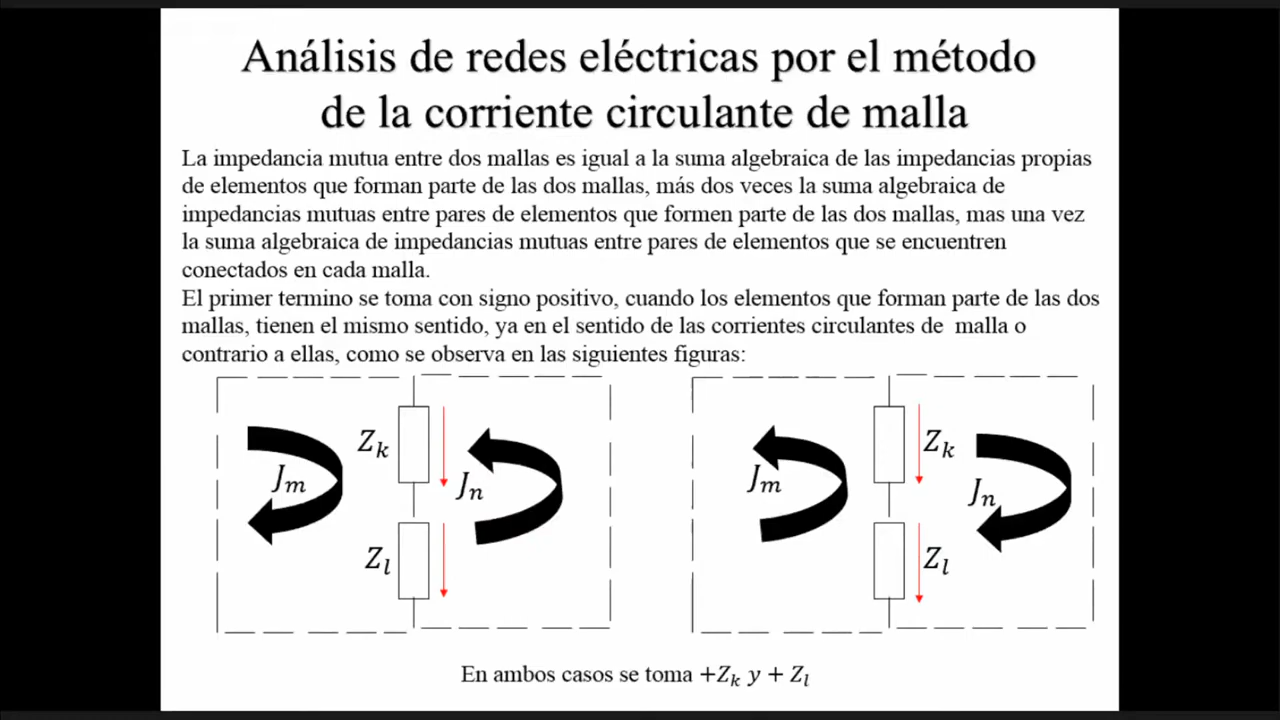 Análisis de redes eléctricas por el método
de la corriente circulante de malla
La impedancia mutua entre dos mallas es igual a la suma algebraica de las impedancias propias
de elementos que forman parte de las dos mallas, más dos veces la suma algebraica de
impedancias mutuas entre pares de elementos que formen parte de las dos mallas, mas una vez
la suma algebraica de impedancias mutuas entre pares de elementos que se encuentren
conectados en cada malla.
El primer termino se toma con signo positivo, cuando los elementos que forman parte de las dos
mallas, tienen el mismo sentido, ya en el sentido de las corrientes circulantes de malla o
contrario a ellas, como se observa en las siguientes figuras:
Z_k
J_m
J_n
Z_l
Z_k
J_m
J_n
Z_l
En ambos casos se toma +Z_k y + Z_l